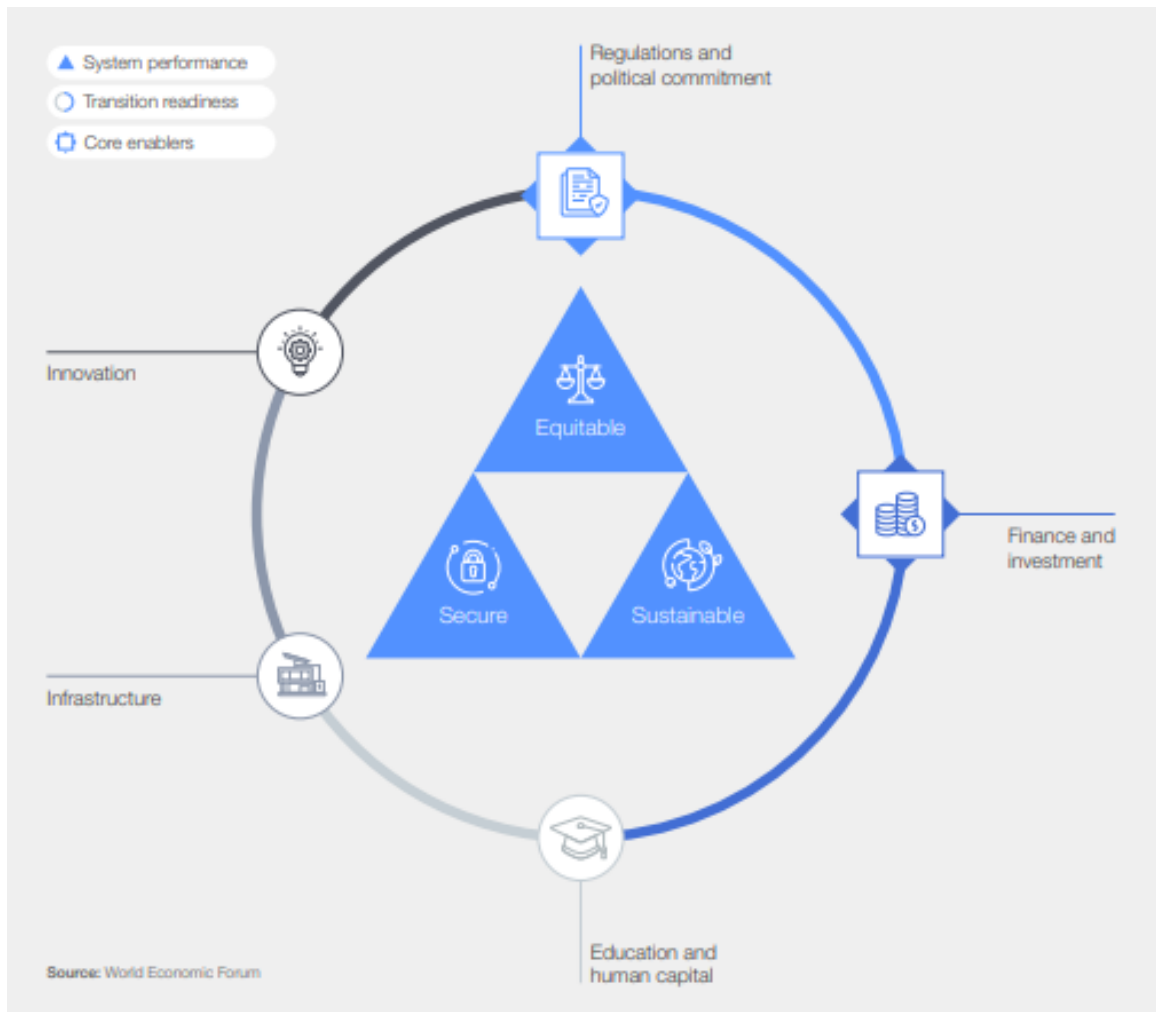 System performance
Transition readiness
Core enablers
Regulations and
political commitment
Innovation
Equitable
Finance and
investment
Secure
Sustainable
Infrastructure
Education and
human capital
Source: World Economic Forum